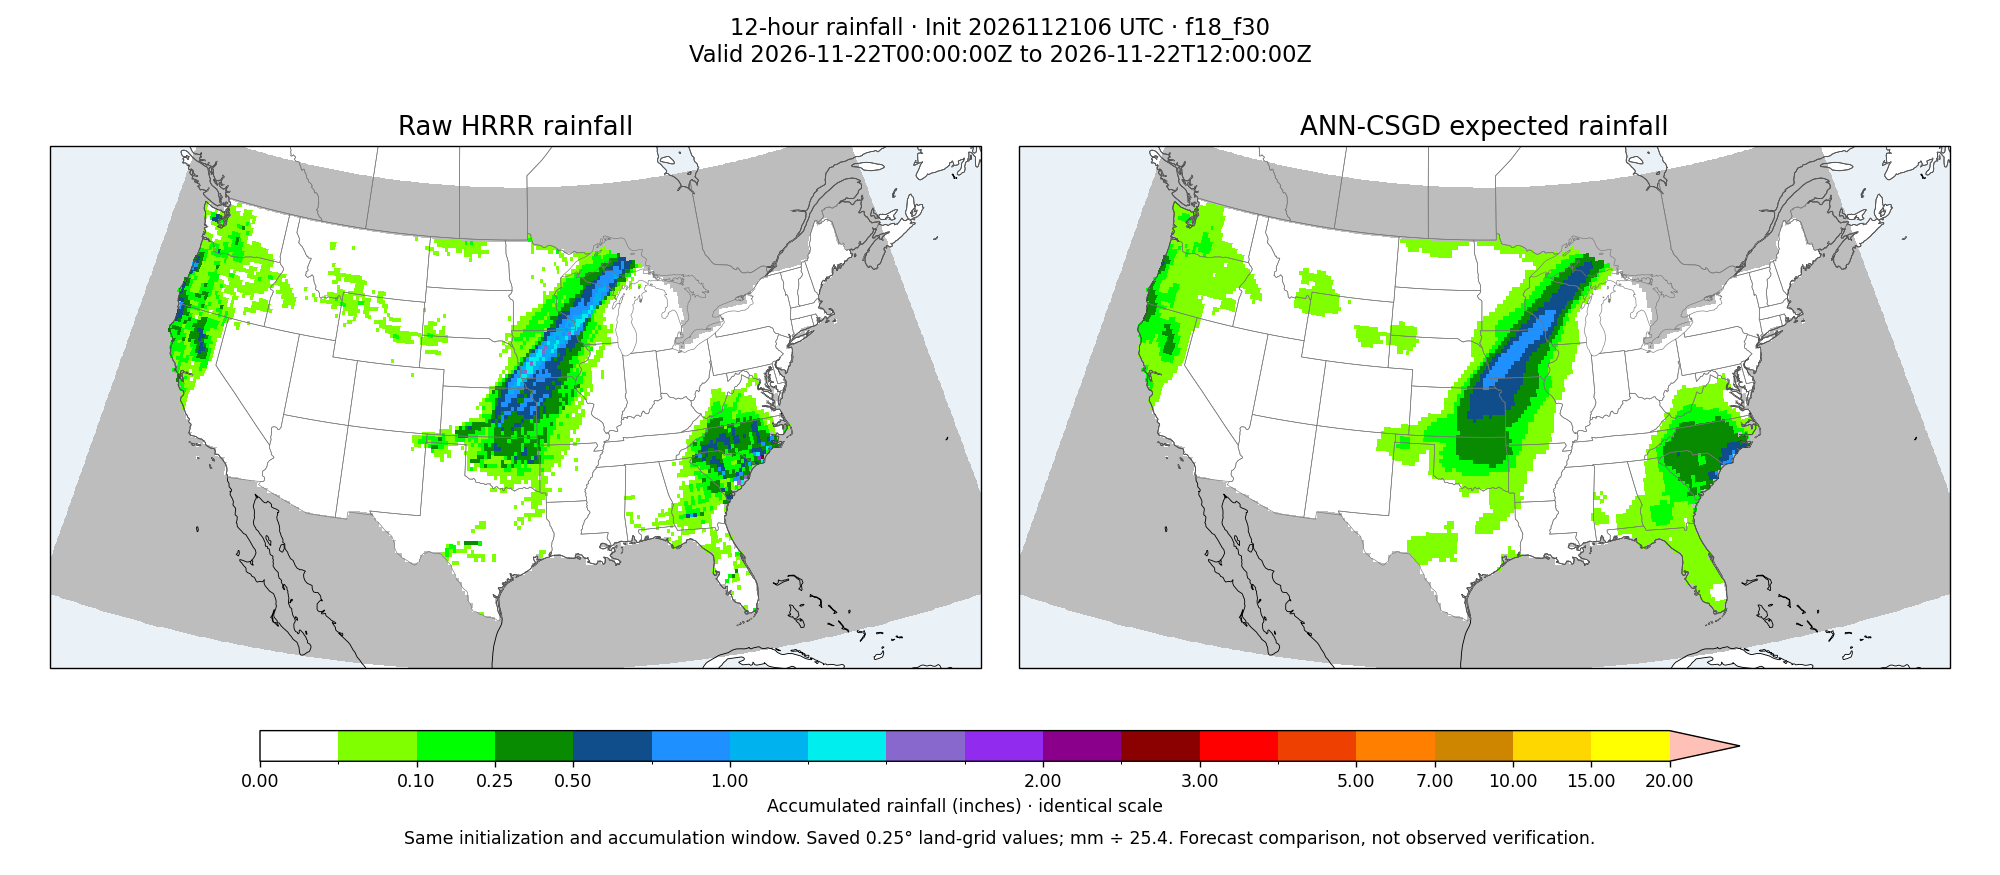 12-hour rainfall · Init 2026112106 UTC · f18_f30
Valid 2026-11-22T00:00:00Z to 2026-11-22T12:00:00Z
Raw HRRR rainfall
ANN-CSGD expected rainfall
0.00 0.10 0.25 0.50 1.00 2.00 3.00 5.00 7.00 10.00 15.00 20.00
Accumulated rainfall (inches) · identical scale
Same initialization and accumulation window. Saved 0.25° land-grid values; mm ÷ 25.4. Forecast comparison, not observed verification.